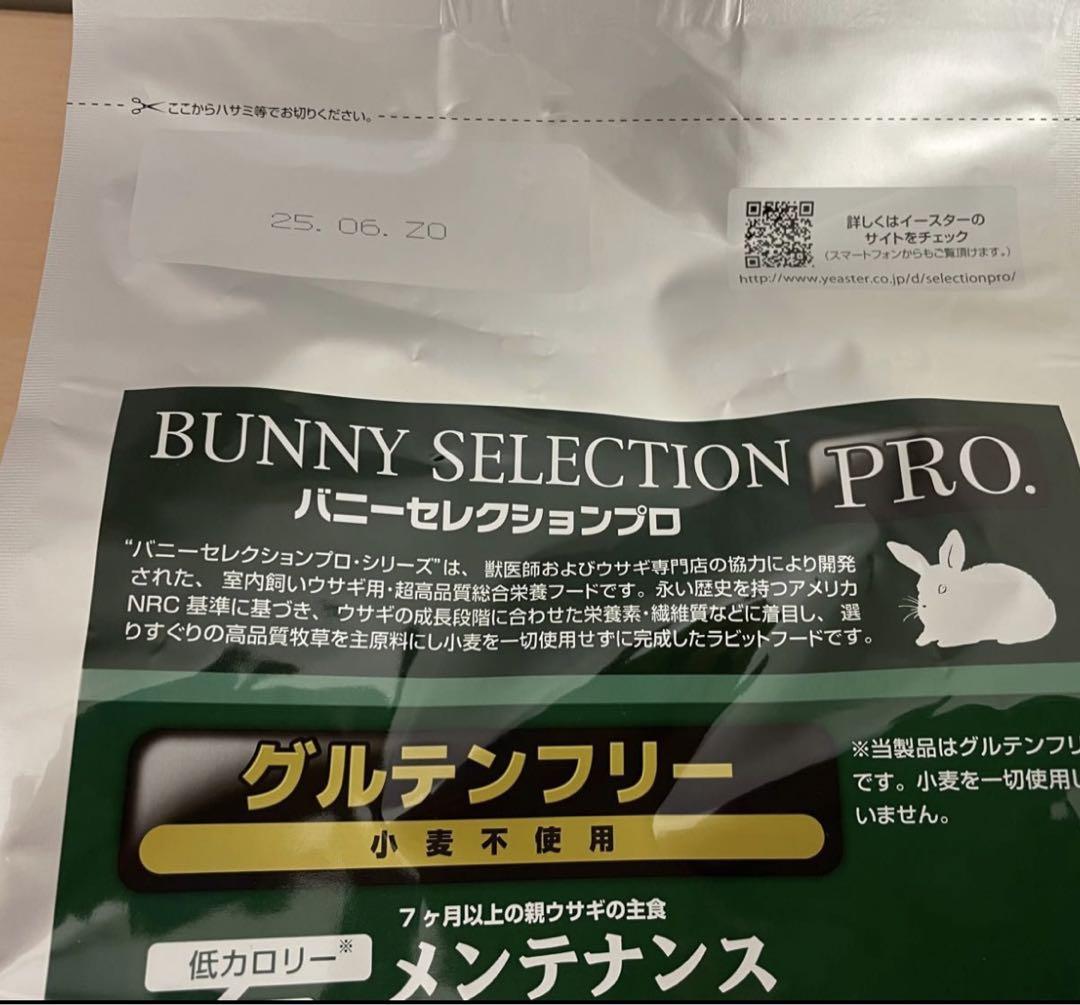 ここからハサミ等でお切りください。
25. 06. Z0
詳しくはイースターの
サイトをチェック
(スマートフォンからもご覧頂けます。)
http://www.yeaster.co.jp/d/selectionpro/
BUNNY SELECTION PRO.
バニーセレクションプロ
“バニーセレクションプロ・シリーズ”は、獣医師およびウサギ専門店の協力により開発
された、室内飼いウサギ用・超高品質総合栄養フードです。永い歴史を持つアメリカ
NRC基準に基づき、ウサギの成長段階に合わせた栄養素・繊維質などに着目し、選
りすぐりの高品質牧草を主原料にし小麦を一切使用せずに完成したラビットフードです。
グルテンフリー
小麦不使用
※当製品はグルテンフリ
です。小麦を一切使用し
いません。
7ヶ月以上の親ウサギの主食
低カロリー※
メンテナンス